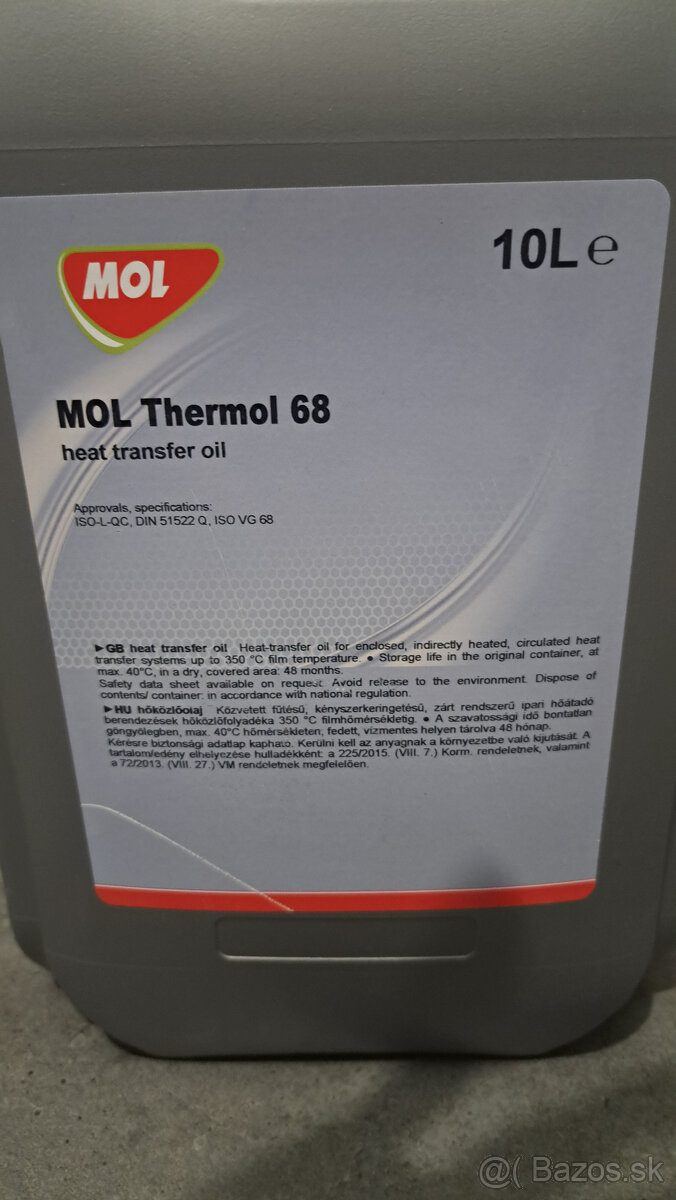 10L ℮
MOL
MOL Thermol 68
heat transfer oil
Approvals, specifications:
ISO-L-QC, DIN 51522 Q, ISO VG 68
►GB heat transfer oil Heat-transfer oil for enclosed, indirectly heated, circulated heat
transfer systems up to 350 °C film temperature. ● Storage life in the original container, at
max. 40°C, in a dry, covered area: 48 months.
Safety data sheet available on request. Avoid release to the environment. Dispose of
contents/ container: in accordance with national regulation.
►HU hőközlőolaj Közvetett fűtésű, kényszerkeringetésű, zárt rendszerű ipari hőátadó
berendezések hőközlőfolyadéka 350 °C filmhőmérsékletig. ● A szavatossági idő bontatlan
göngyölegben, max. 40°C hőmérsékleten, fedett, vízmentes helyen tárolva 48 hónap.
Kérésre biztonsági adatlap kapható. Kerülni kell az anyagnak a környezetbe való kijutását. A
tartalom/edény elhelyezése hulladékként: a 225/2015. (VIII. 7.) Korm. rendeletnek, valamint
a 72/2013. (VIII. 27.) VM rendeletnek megfelelően.
@( Bazos.sk